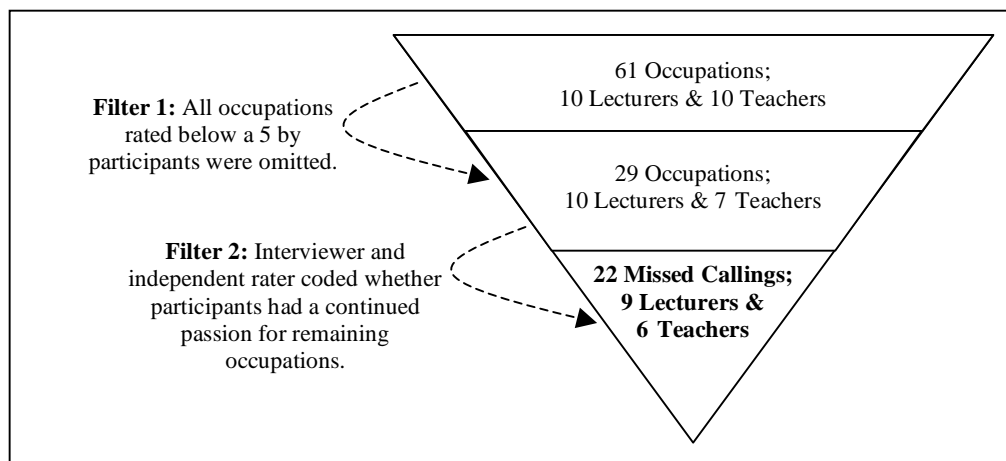 61 Occupations;
10 Lecturers & 10 Teachers
Filter 1: All occupations
rated below a 5 by
participants were omitted.
29 Occupations;
10 Lecturers & 7 Teachers
Filter 2: Interviewer and
independent rater coded whether
participants had a continued
passion for remaining
occupations.
22 Missed Callings;
9 Lecturers &
6 Teachers